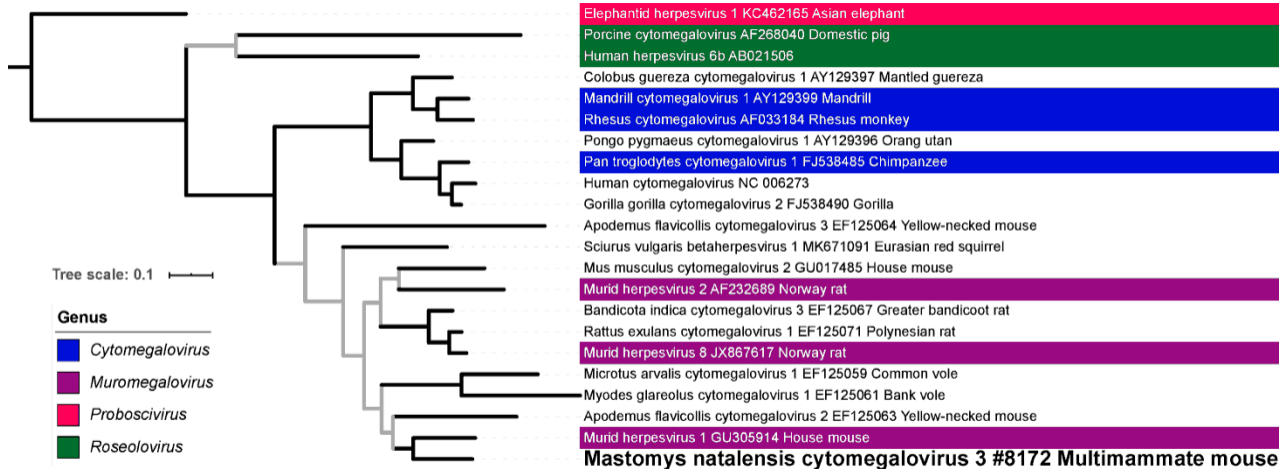 Elephantid herpesvirus 1 KC462165 Asian elephant
Porcine cytomegalovirus AF268040 Domestic pig
Human herpesvirus 6b AB021506
Colobus guereza cytomegalovirus 1 AY129397 Mantled guereza
Mandrill cytomegalovirus 1 AY129399 Mandrill
Rhesus cytomegalovirus AF033184 Rhesus monkey
Pongo pygmaeus cytomegalovirus 1 AY129396 Orang utan
Pan troglodytes cytomegalovirus 1 FJ538485 Chimpanzee
Human cytomegalovirus NC 006273
Gorilla gorilla cytomegalovirus 2 FJ538490 Gorilla
Apodemus flavicollis cytomegalovirus 3 EF125064 Yellow-necked mouse
Sciurus vulgaris betaherpesvirus 1 MK671091 Eurasian red squirrel
Mus musculus cytomegalovirus 2 GU017485 House mouse
Murid herpesvirus 2 AF232689 Norway rat
Bandicota indica cytomegalovirus 3 EF125067 Greater bandicoot rat
Rattus exulans cytomegalovirus 1 EF125071 Polynesian rat
Murid herpesvirus 8 JX867617 Norway rat
Microtus arvalis cytomegalovirus 1 EF125059 Common vole
Myodes glareolus cytomegalovirus 1 EF125061 Bank vole
Apodemus flavicollis cytomegalovirus 2 EF125063 Yellow-necked mouse
Murid herpesvirus 1 GU305914 House mouse
Mastomys natalensis cytomegalovirus 3 #8172 Multimammate mouse
Tree scale: 0.1
Genus
Cytomegalovirus
Muromegalovirus
Proboscivirus
Roseolovirus